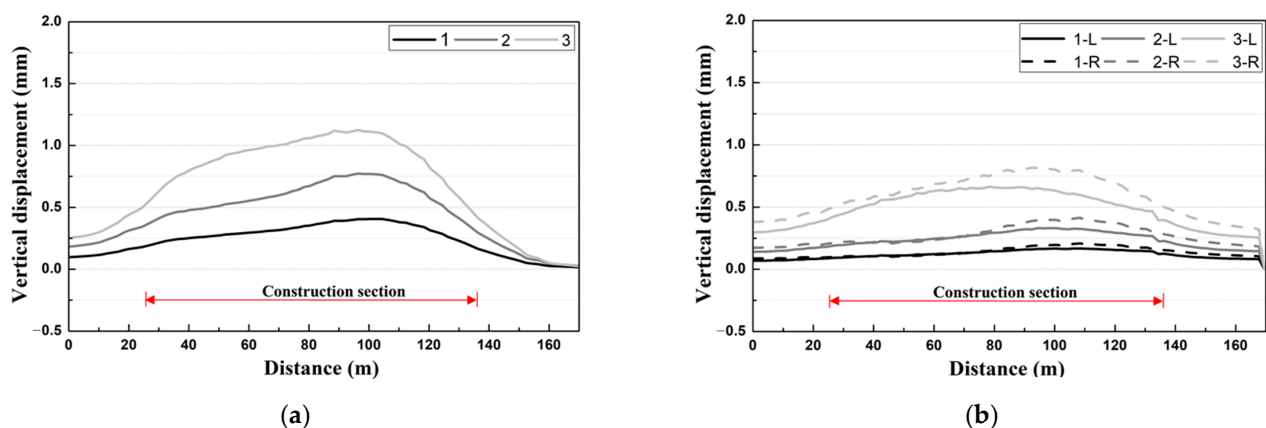 2.0
1.5
1.0
0.5
0.0
−0.5
Vertical displacement (mm)
1 2 3
Construction section
0 20 40 60 80 100 120 140 160
Distance (m)
(a)
2.0
1.5
1.0
0.5
0.0
−0.5
Vertical displacement (mm)
1-L 2-L 3-L
1-R 2-R 3-R
Construction section
0 20 40 60 80 100 120 140 160
Distance (m)
(b)